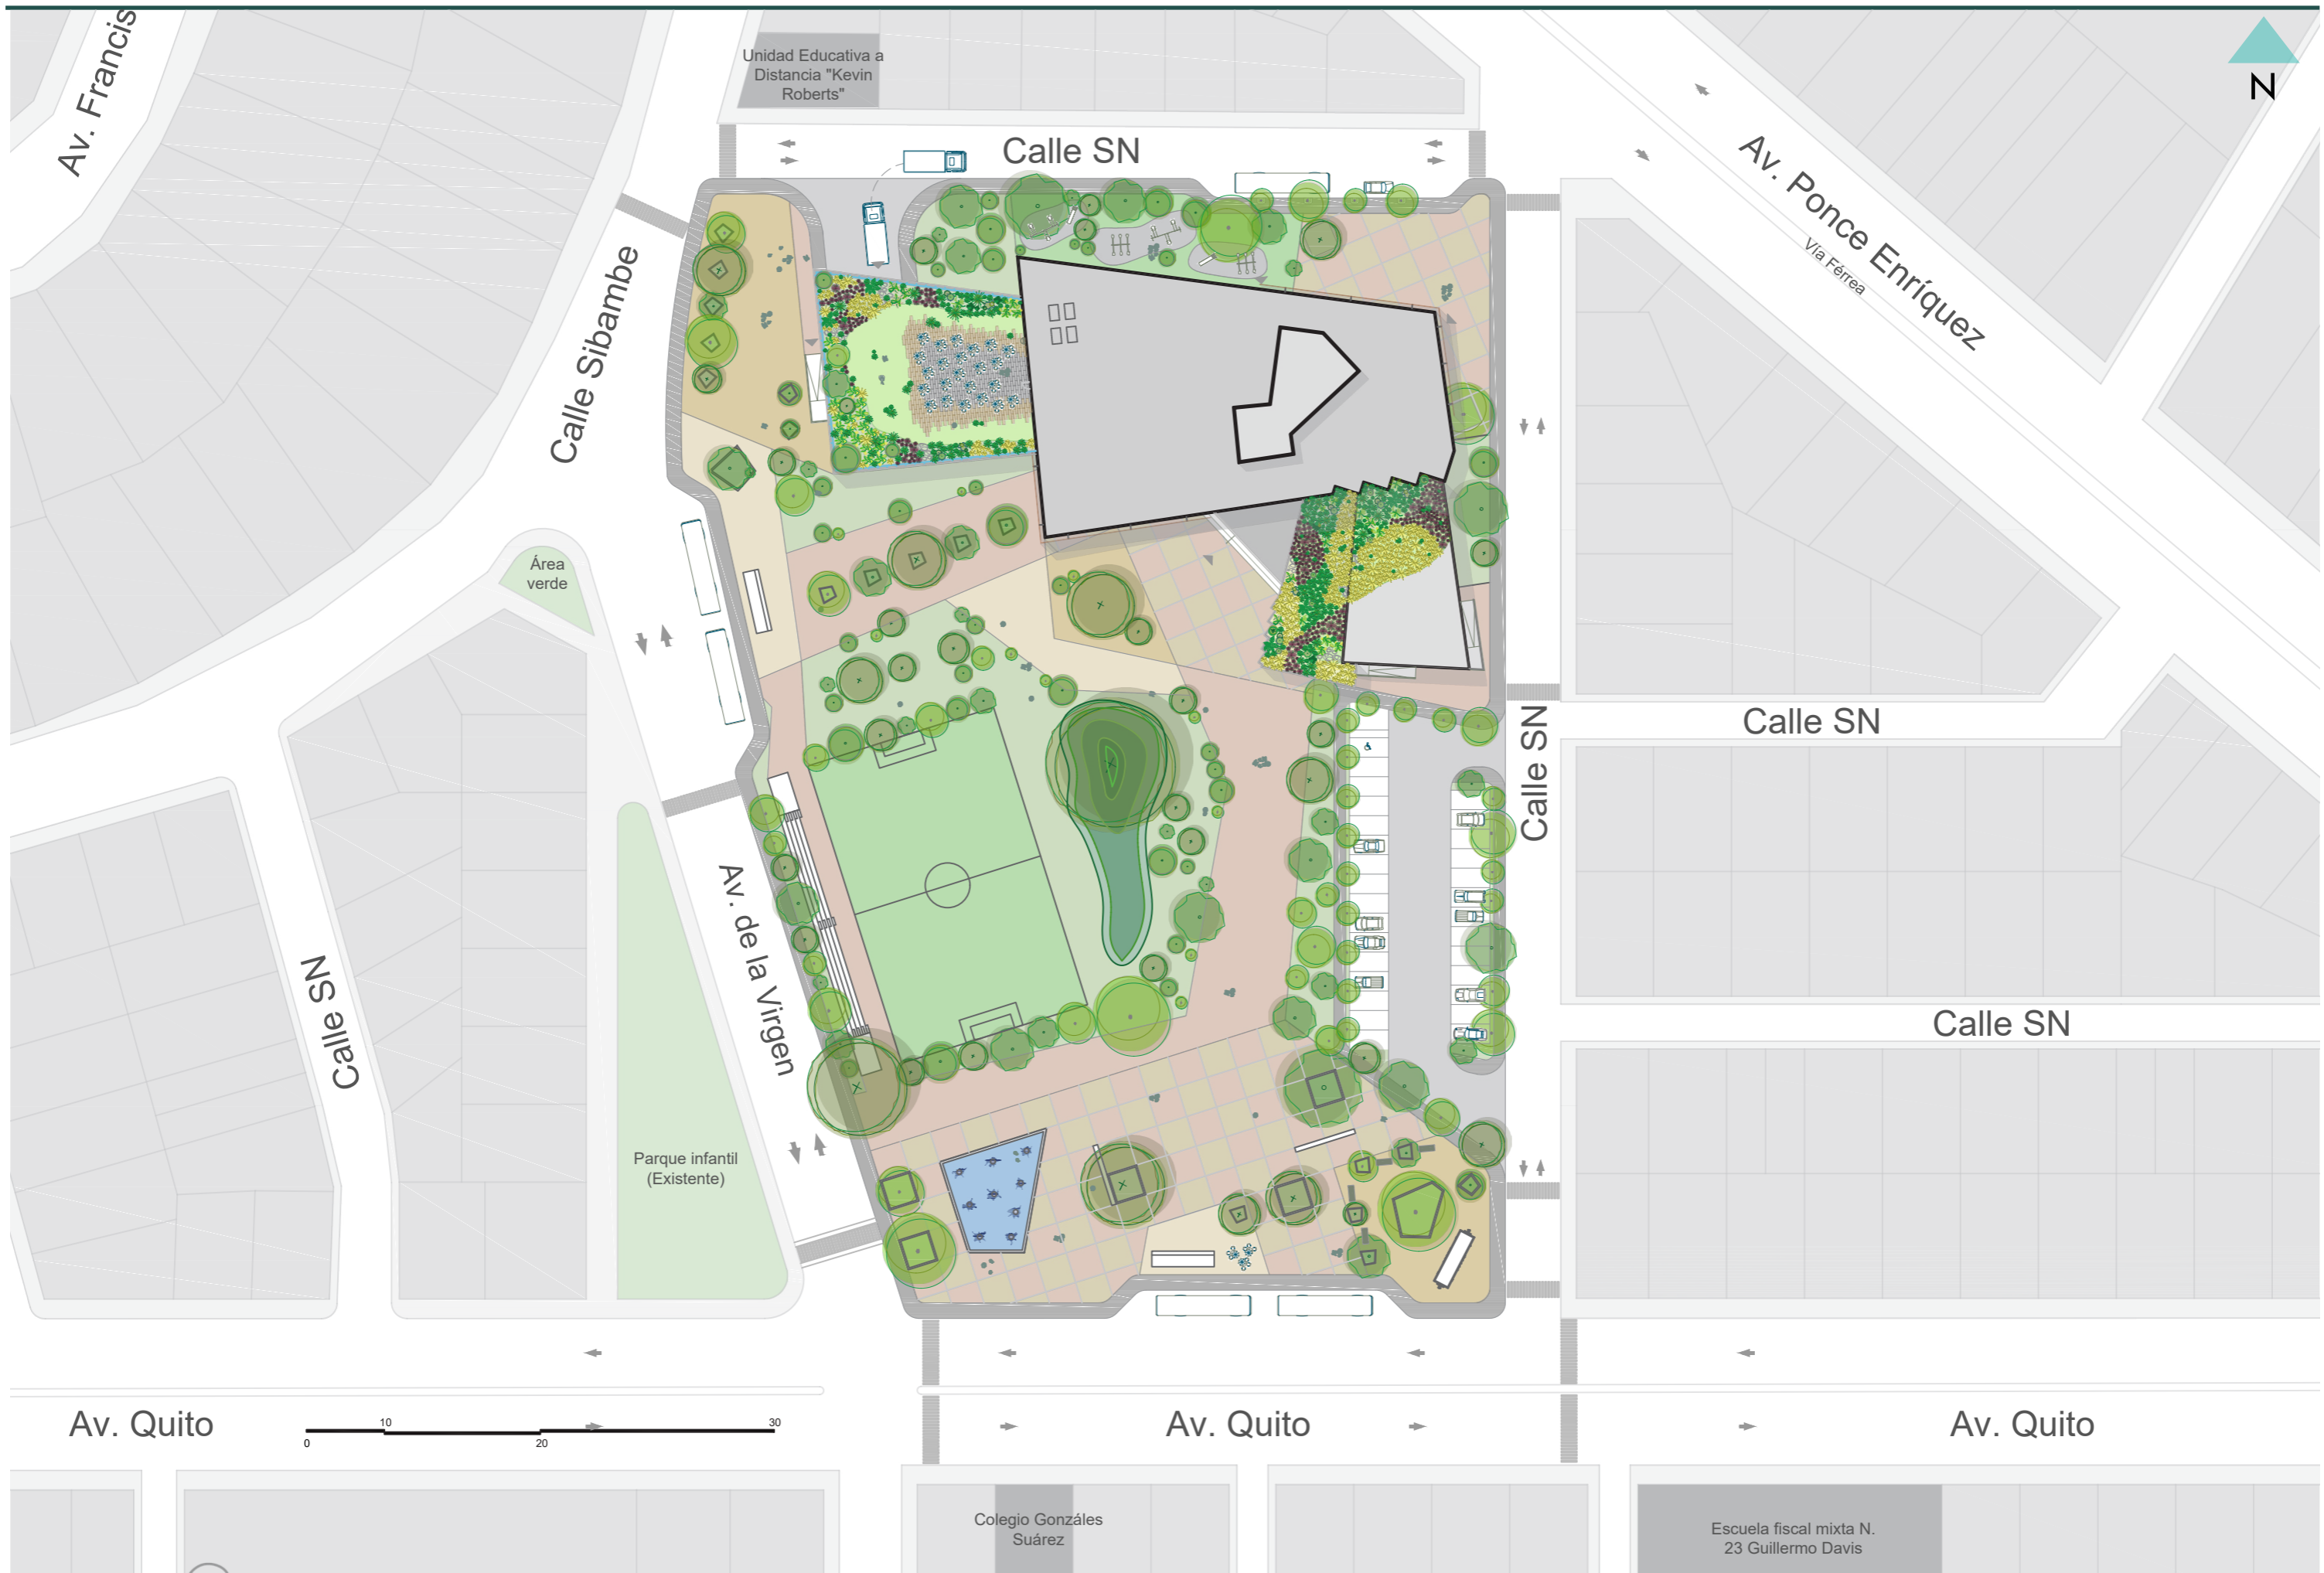 Av. Francis
Unidad Educativa a
Distancia "Kevin
Roberts"
N
Calle SN
Av. Ponce Enríquez
Vía Férrea
Calle Sibambe
Área
verde
Calle SN
Calle SN
Av. de la Virgen
Calle SN
Calle SN
Parque infantil
(Existente)
Av. Quito
0
10
20
30
Av. Quito
Av. Quito
Colegio Gonzáles
Suárez
Escuela fiscal mixta N.
23 Guillermo Davis